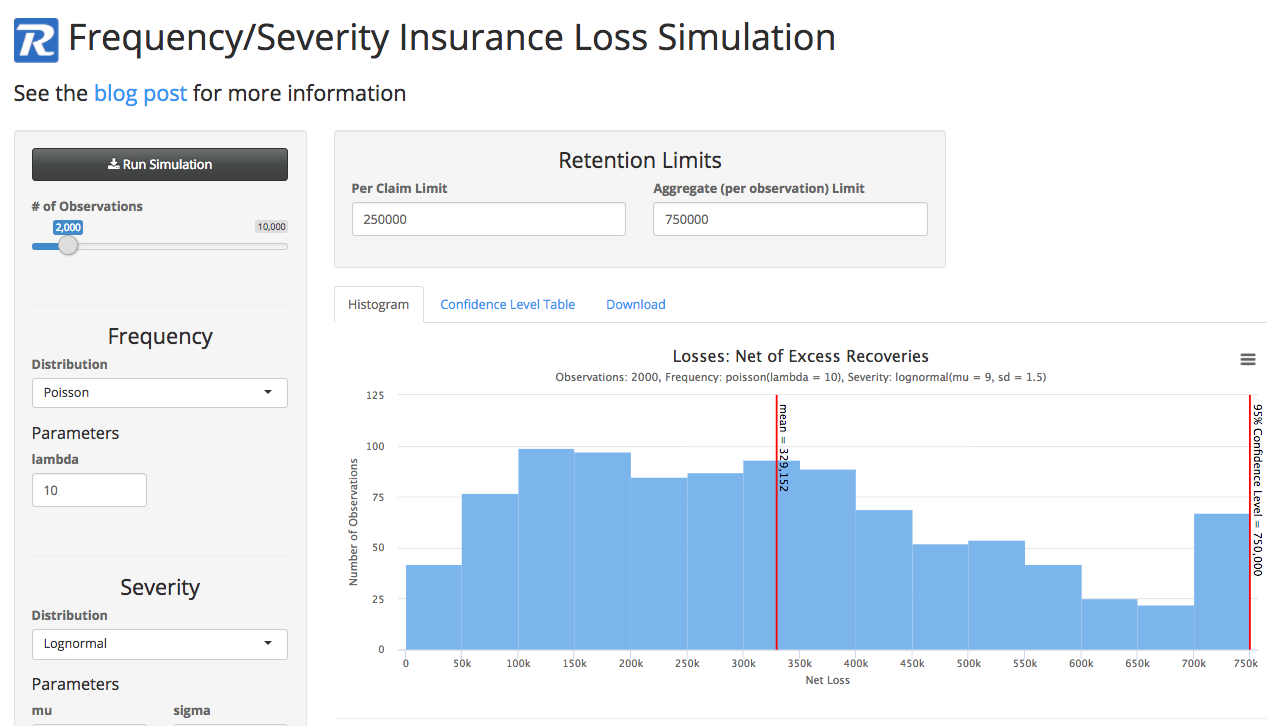 R Frequency/Severity Insurance Loss Simulation
See the blog post for more information
Run Simulation
# of Observations
2,000 10,000
Frequency
Distribution
Poisson
Parameters
lambda
10
Severity
Distribution
Lognormal
Parameters
mu sigma
Retention Limits
Per Claim Limit Aggregate (per observation) Limit
250000 750000
Histogram Confidence Level Table Download
Losses: Net of Excess Recoveries
Observations: 2000, Frequency: poisson(lambda = 10), Severity: lognormal(mu = 9, sd = 1.5)
Number of Observations
125
100
75
50
25
0
mean = 329,152
95% Confidence Level = 750,000
0 50k 100k 150k 200k 250k 300k 350k 400k 450k 500k 550k 600k 650k 700k 750k
Net Loss